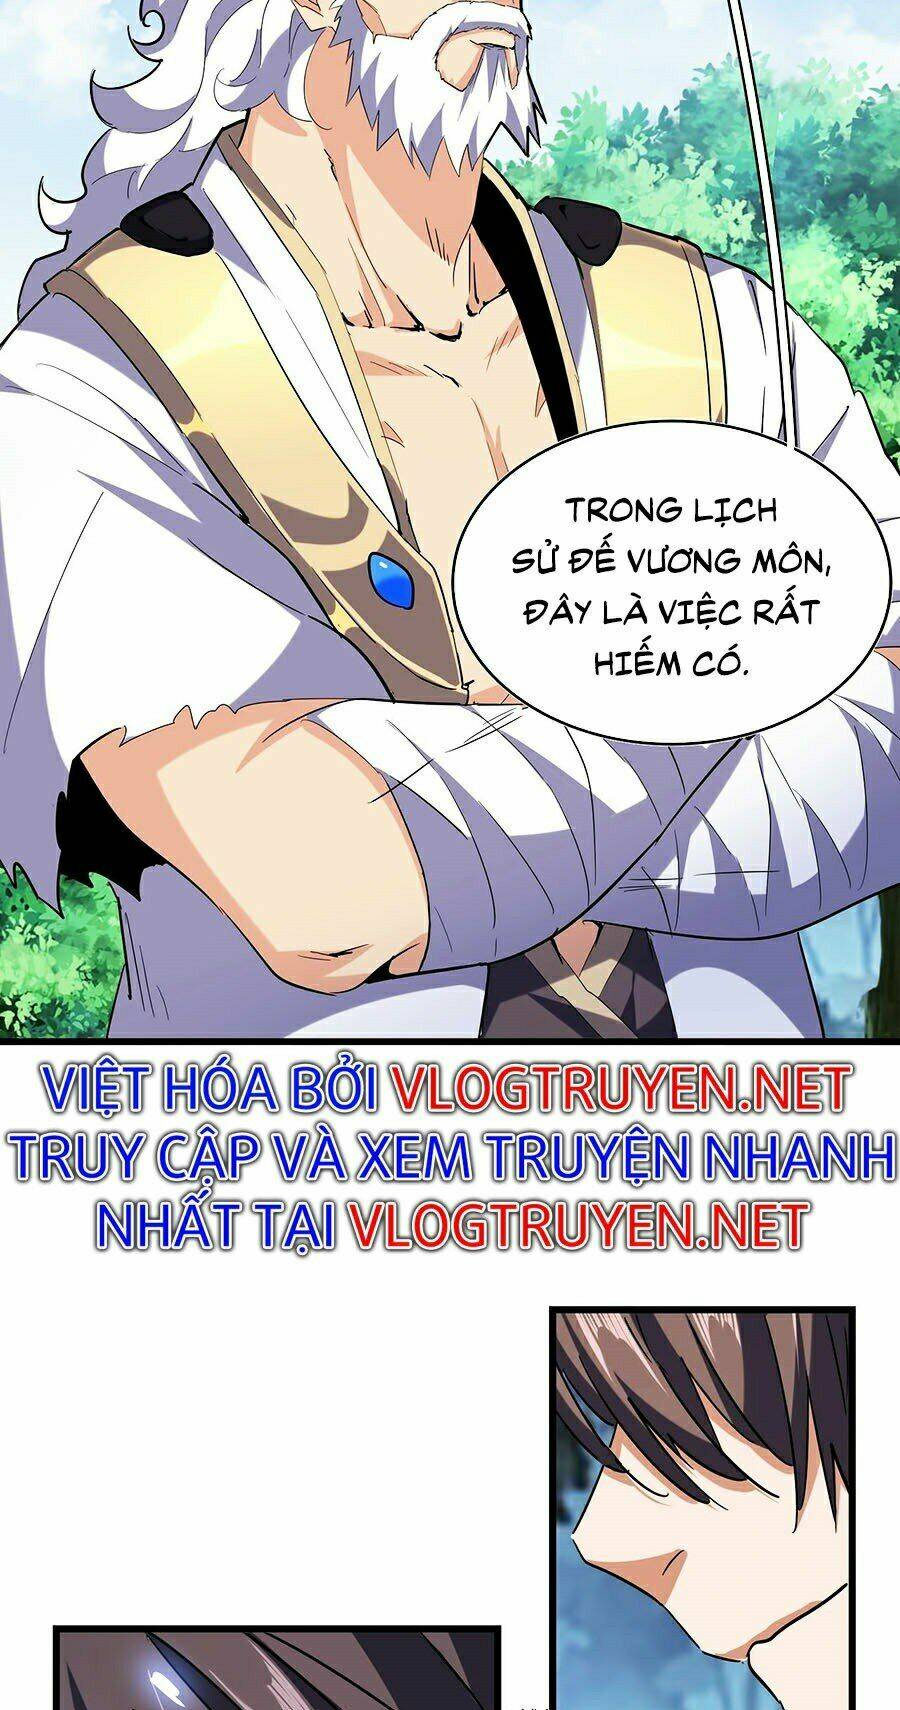 TRONG LỊCH
SỬ ĐẾ VƯƠNG MÔN,
ĐÂY LÀ VIỆC RẤT
HIẾM CÓ.
VIỆT HÓA BỞI VLOGTRUYEN.NET
TRUY CẬP VÀ XEM TRUYỆN NHANH
NHẤT TẠI VLOGTRUYEN.NET